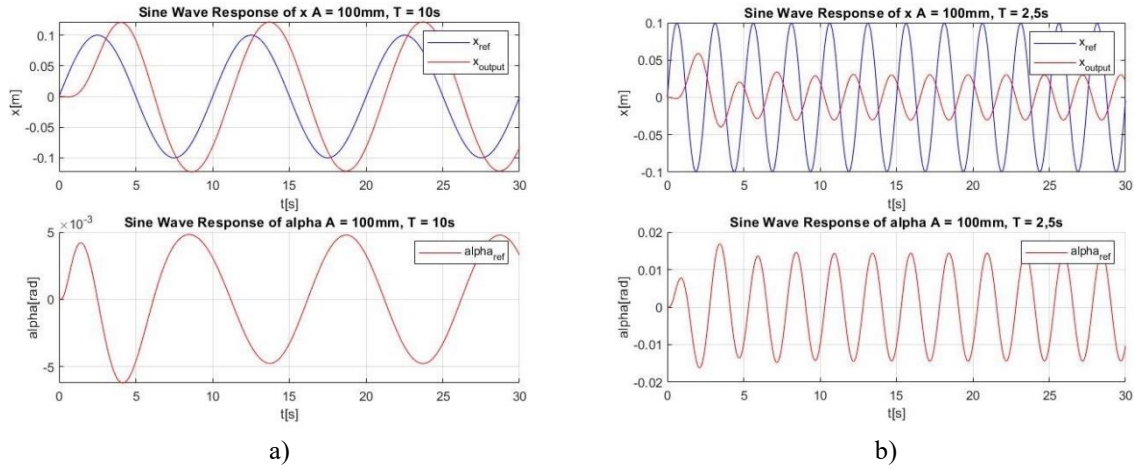 Sine Wave Response of x A = 100mm, T = 10s
x[m]
0.1
0.05
0
-0.05
-0.1
x_ref
x_output
0 5 10 15 20 25 30
t[s]
Sine Wave Response of alpha A = 100mm, T = 10s
×10^-3
alpha[rad]
5
0
-5
alpha_ref
0 5 10 15 20 25 30
t[s]
a)
Sine Wave Response of x A = 100mm, T = 2,5s
x[m]
0.1
0.05
0
-0.05
-0.1
x_ref
x_output
0 5 10 15 20 25 30
t[s]
Sine Wave Response of alpha A = 100mm, T = 2,5s
alpha[rad]
0.02
0.01
0
-0.01
-0.02
alpha_ref
0 5 10 15 20 25 30
t[s]
b)